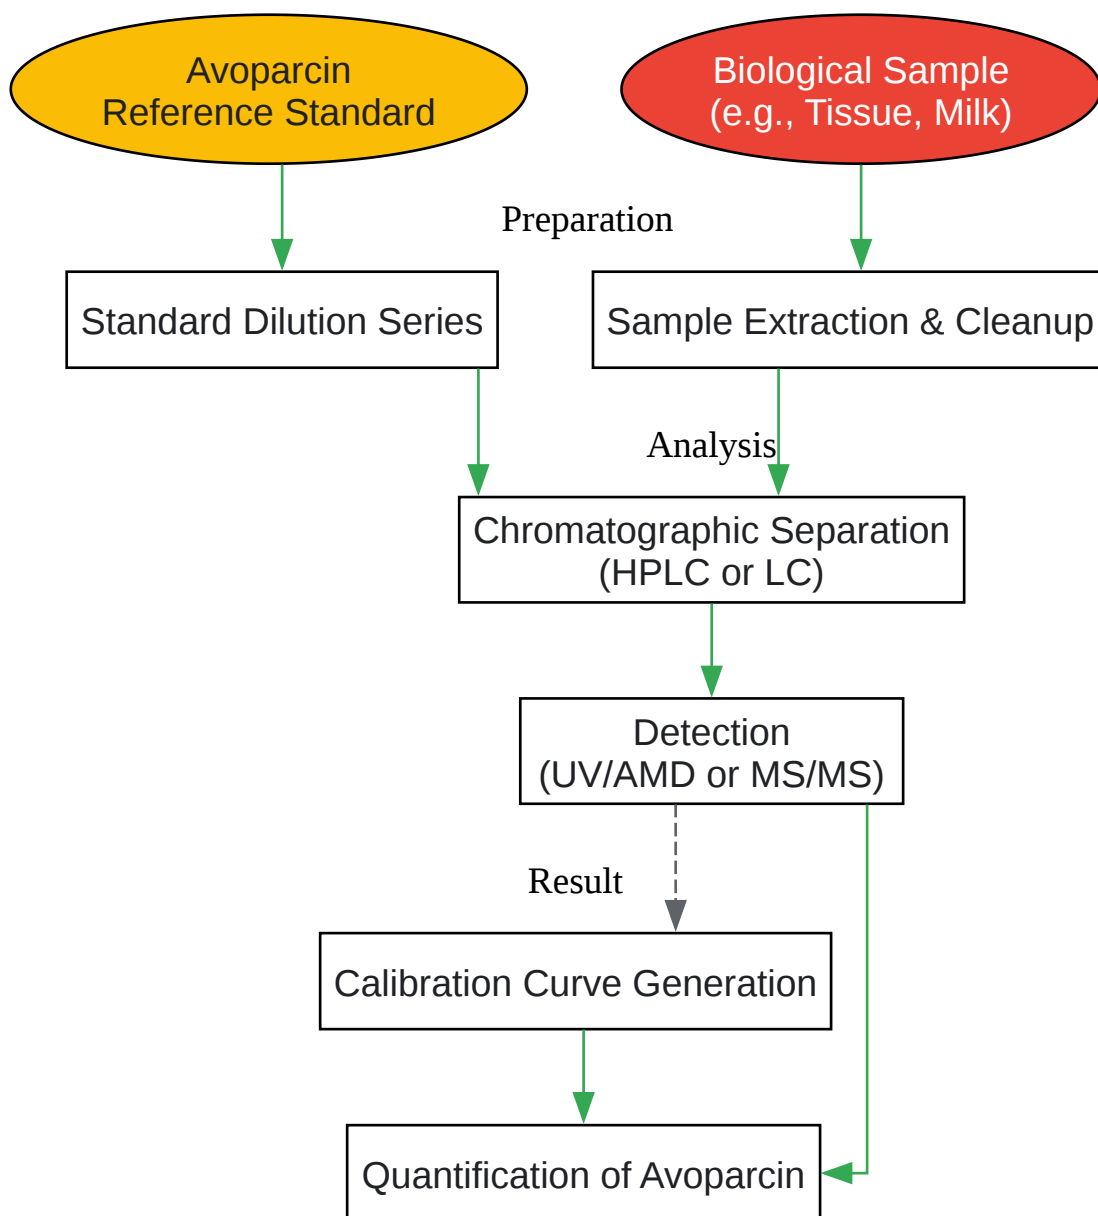 Avoparcin
Reference Standard
Biological Sample
(e.g., Tissue, Milk)
Preparation
Standard Dilution Series
Sample Extraction & Cleanup
Analysis
Chromatographic Separation
(HPLC or LC)
Detection
(UV/AMD or MS/MS)
Result
Calibration Curve Generation
Quantification of Avoparcin